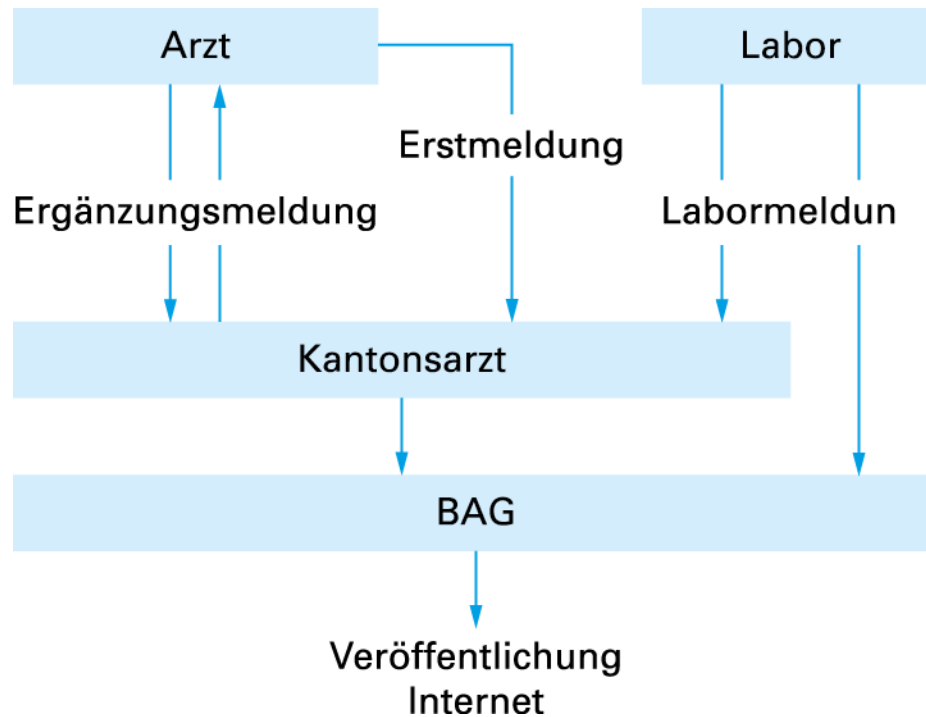 Arzt
Labor
Erstmeldung
Ergänzungsmeldung
Labormeldun
Kantonsarzt
BAG
Veröffentlichung
Internet